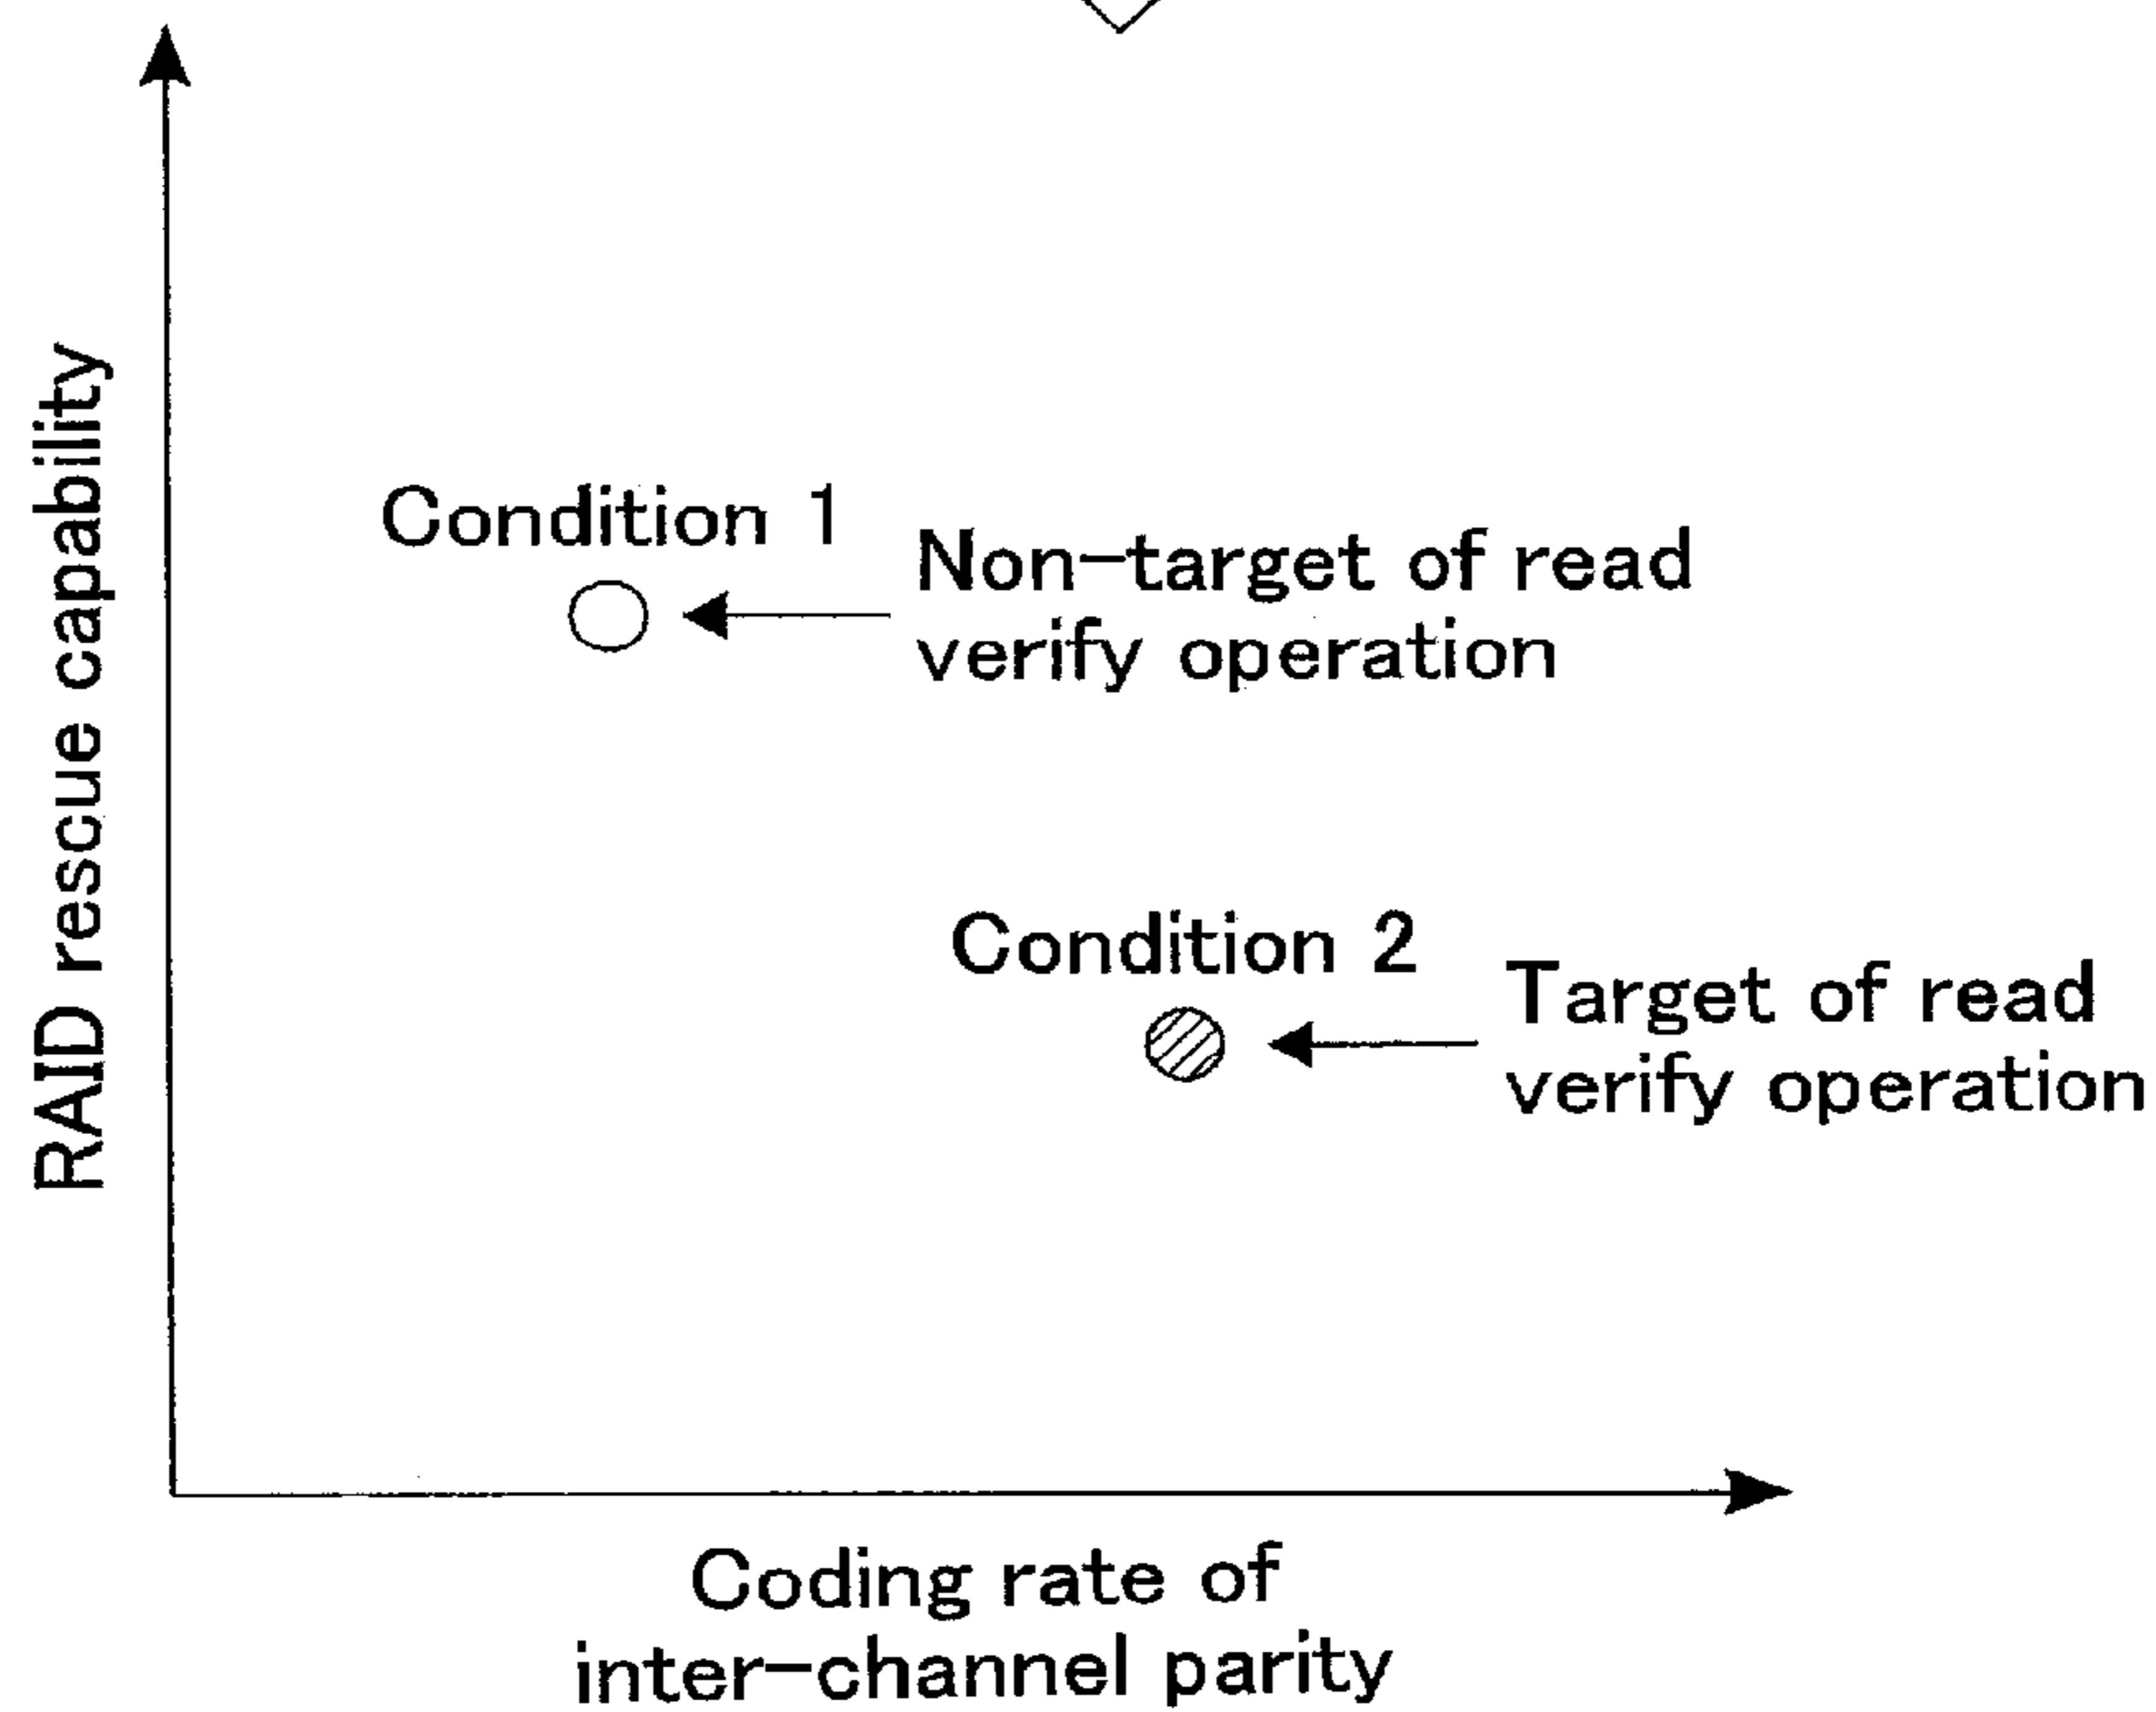 RAID rescue capability
Condition 1
Non-target of read
verify operation
Condition 2
Target of read
verify operation
Coding rate of
inter-channel parity